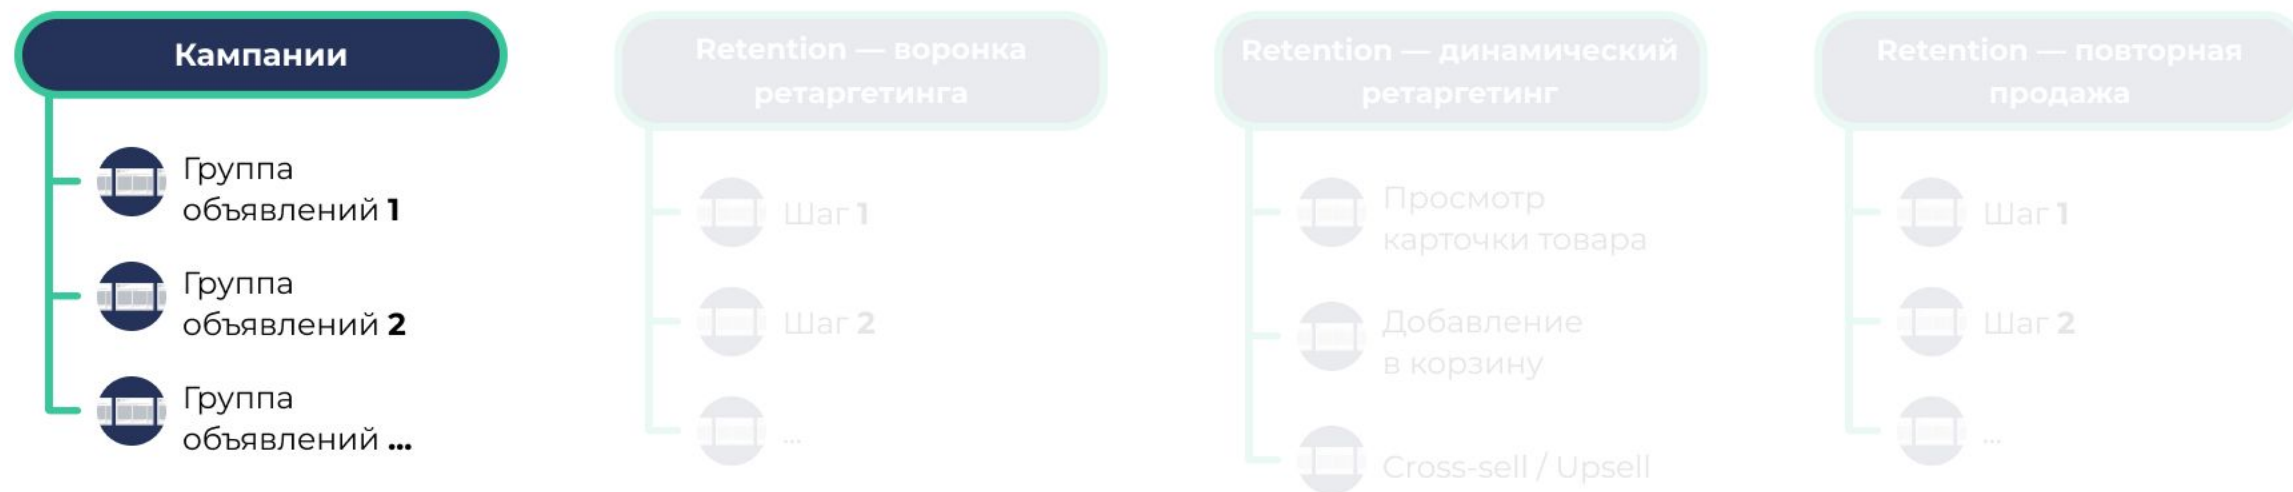 Кампании
Группа
объявлений 1
Группа
объявлений 2
Группа
объявлений ...
Retention — воронка
ретаргетинга
Шаг 1
Шаг 2
...
Retention — динамический
ретаргетинг
Просмотр
карточки товара
Добавление
в корзину
Cross-sell / Upsell
Retention — повторная
продажа
Шаг 1
Шаг 2
...